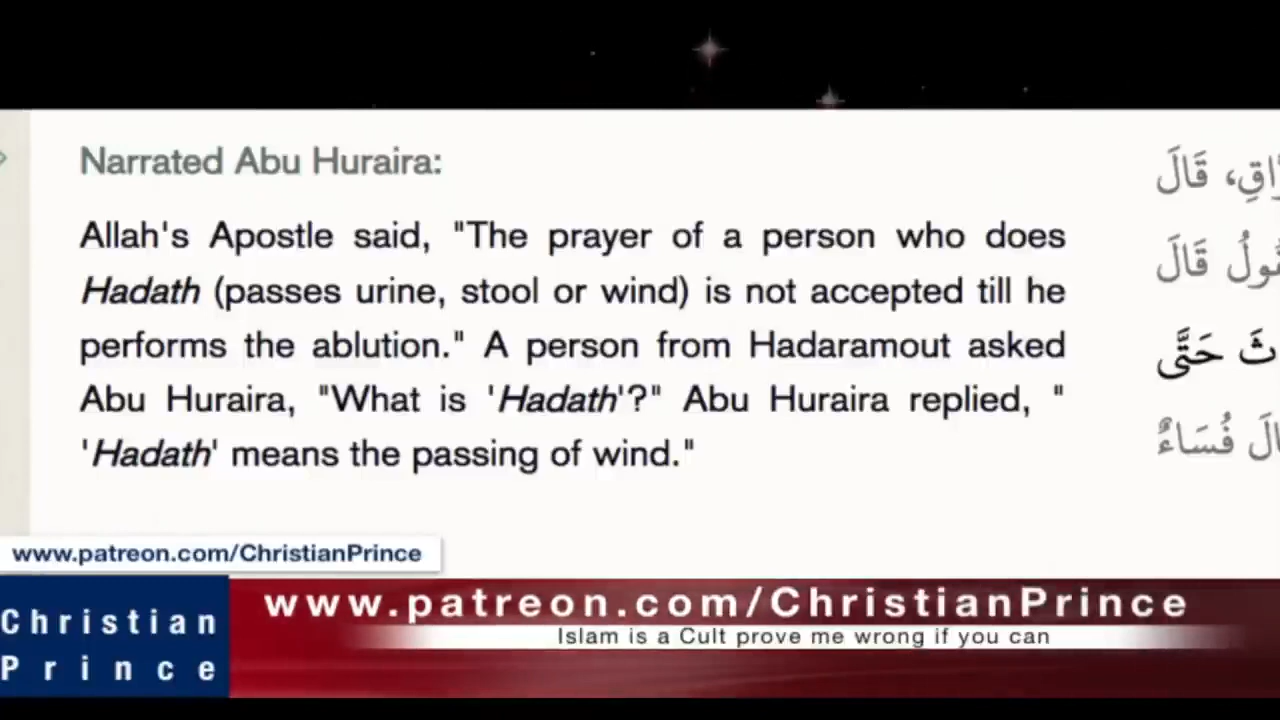 Narrated Abu Huraira:
Allah's Apostle said, "The prayer of a person who does
Hadath (passes urine, stool or wind) is not accepted till he
performs the ablution." A person from Hadaramout asked
Abu Huraira, "What is 'Hadath'?" Abu Huraira replied, "
'Hadath' means the passing of wind."
قَالَ
قَالَ
حَتَّى
فُسَاءٌ
www.patreon.com/ChristianPrince
Christian
Prince
www.patreon.com/ChristianPrince
Islam is a Cult prove me wrong if you can